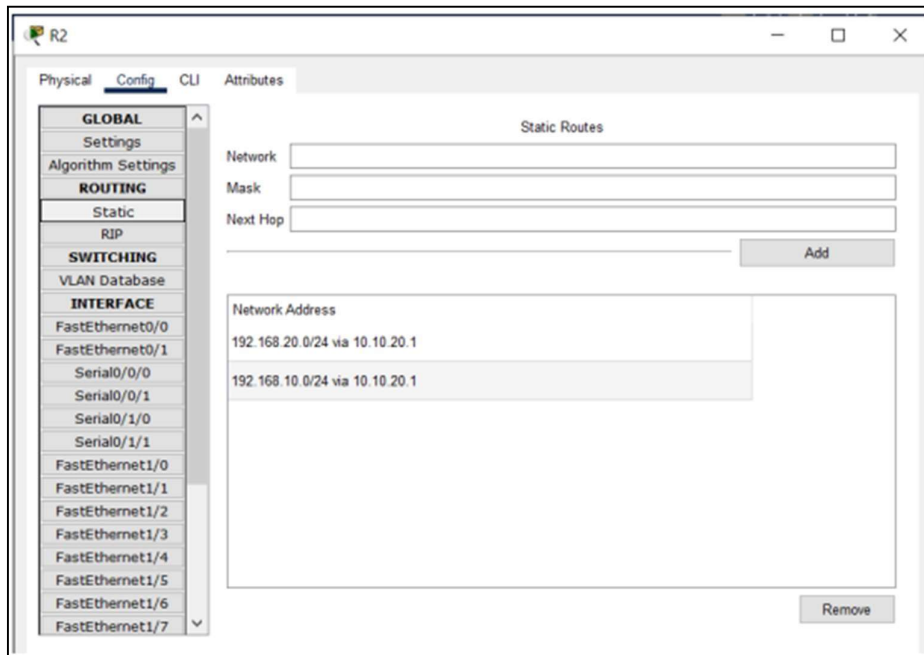 R2
Physical Config CLI Attributes
GLOBAL
Settings
Algorithm Settings
ROUTING
Static
RIP
SWITCHING
VLAN Database
INTERFACE
FastEthernet0/0
FastEthernet0/1
Serial0/0/0
Serial0/0/1
Serial0/1/0
Serial0/1/1
FastEthernet1/0
FastEthernet1/1
FastEthernet1/2
FastEthernet1/3
FastEthernet1/4
FastEthernet1/5
FastEthernet1/6
FastEthernet1/7
Static Routes
Network
Mask
Next Hop
Add
Network Address
192.168.20.0/24 via 10.10.20.1
192.168.10.0/24 via 10.10.20.1
Remove